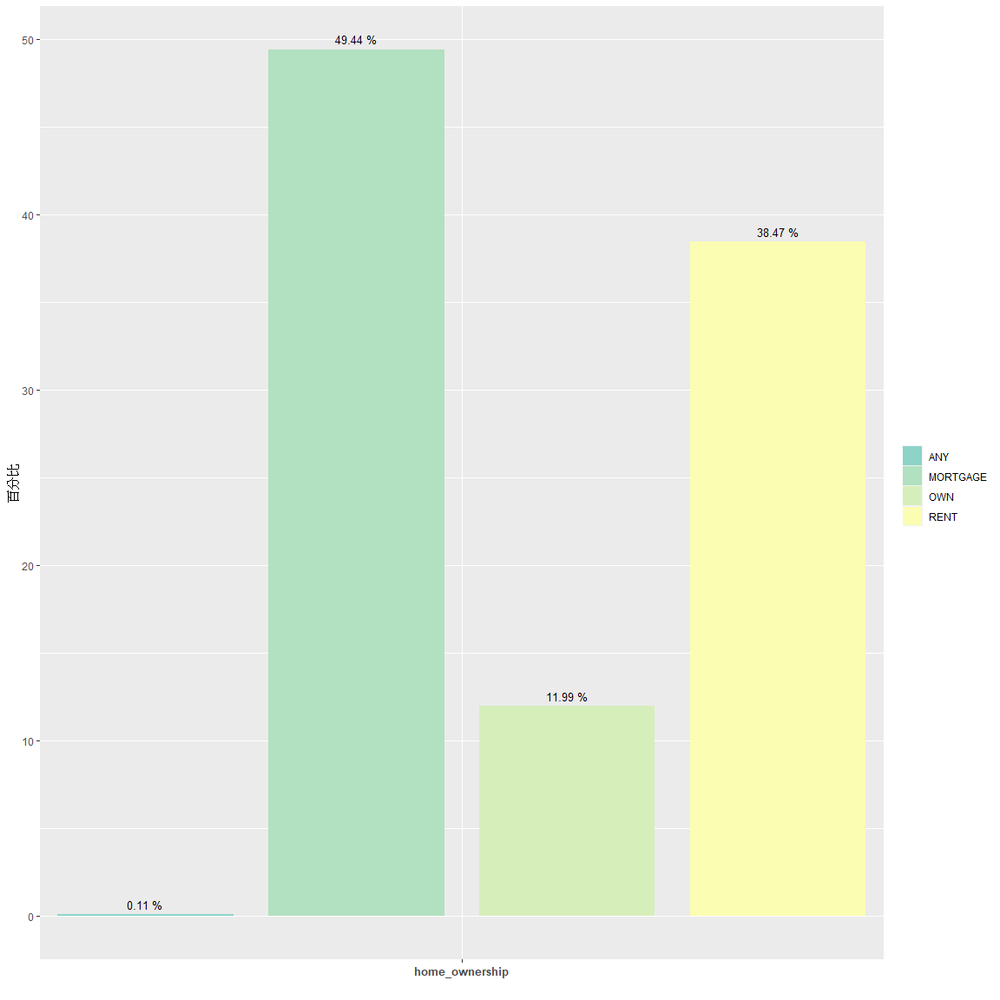 50
40
30
20
10
0
百分比
0.11 %
49.44 %
11.99 %
38.47 %
home_ownership
ANY
MORTGAGE
OWN
RENT